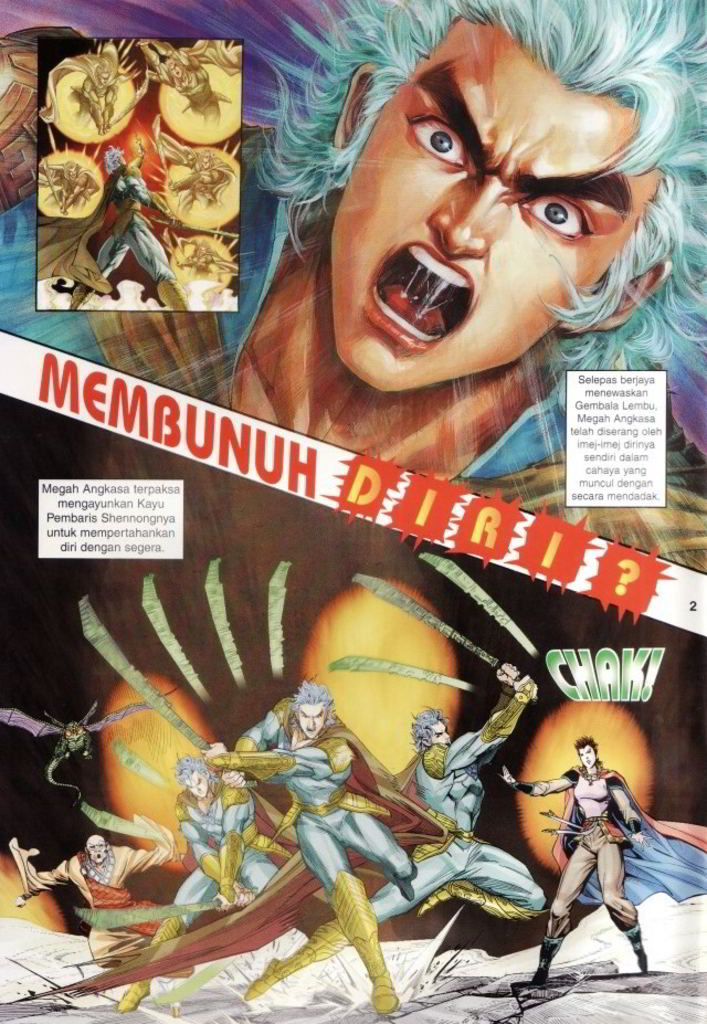 Selepas berjaya
menewaskan
Gembala Lembu,
Megah Angkasa
telah diserang oleh
imej-imej dirinya
sendiri dalam
cahaya yang
muncul dengan
secara mendadak.
MEMBUNUH DIRI?
Megah Angkasa terpaksa
mengayunkan Kayu
Pembaris Shennongnya
untuk mempertahankan
diri dengan segera.
2
CHAK!